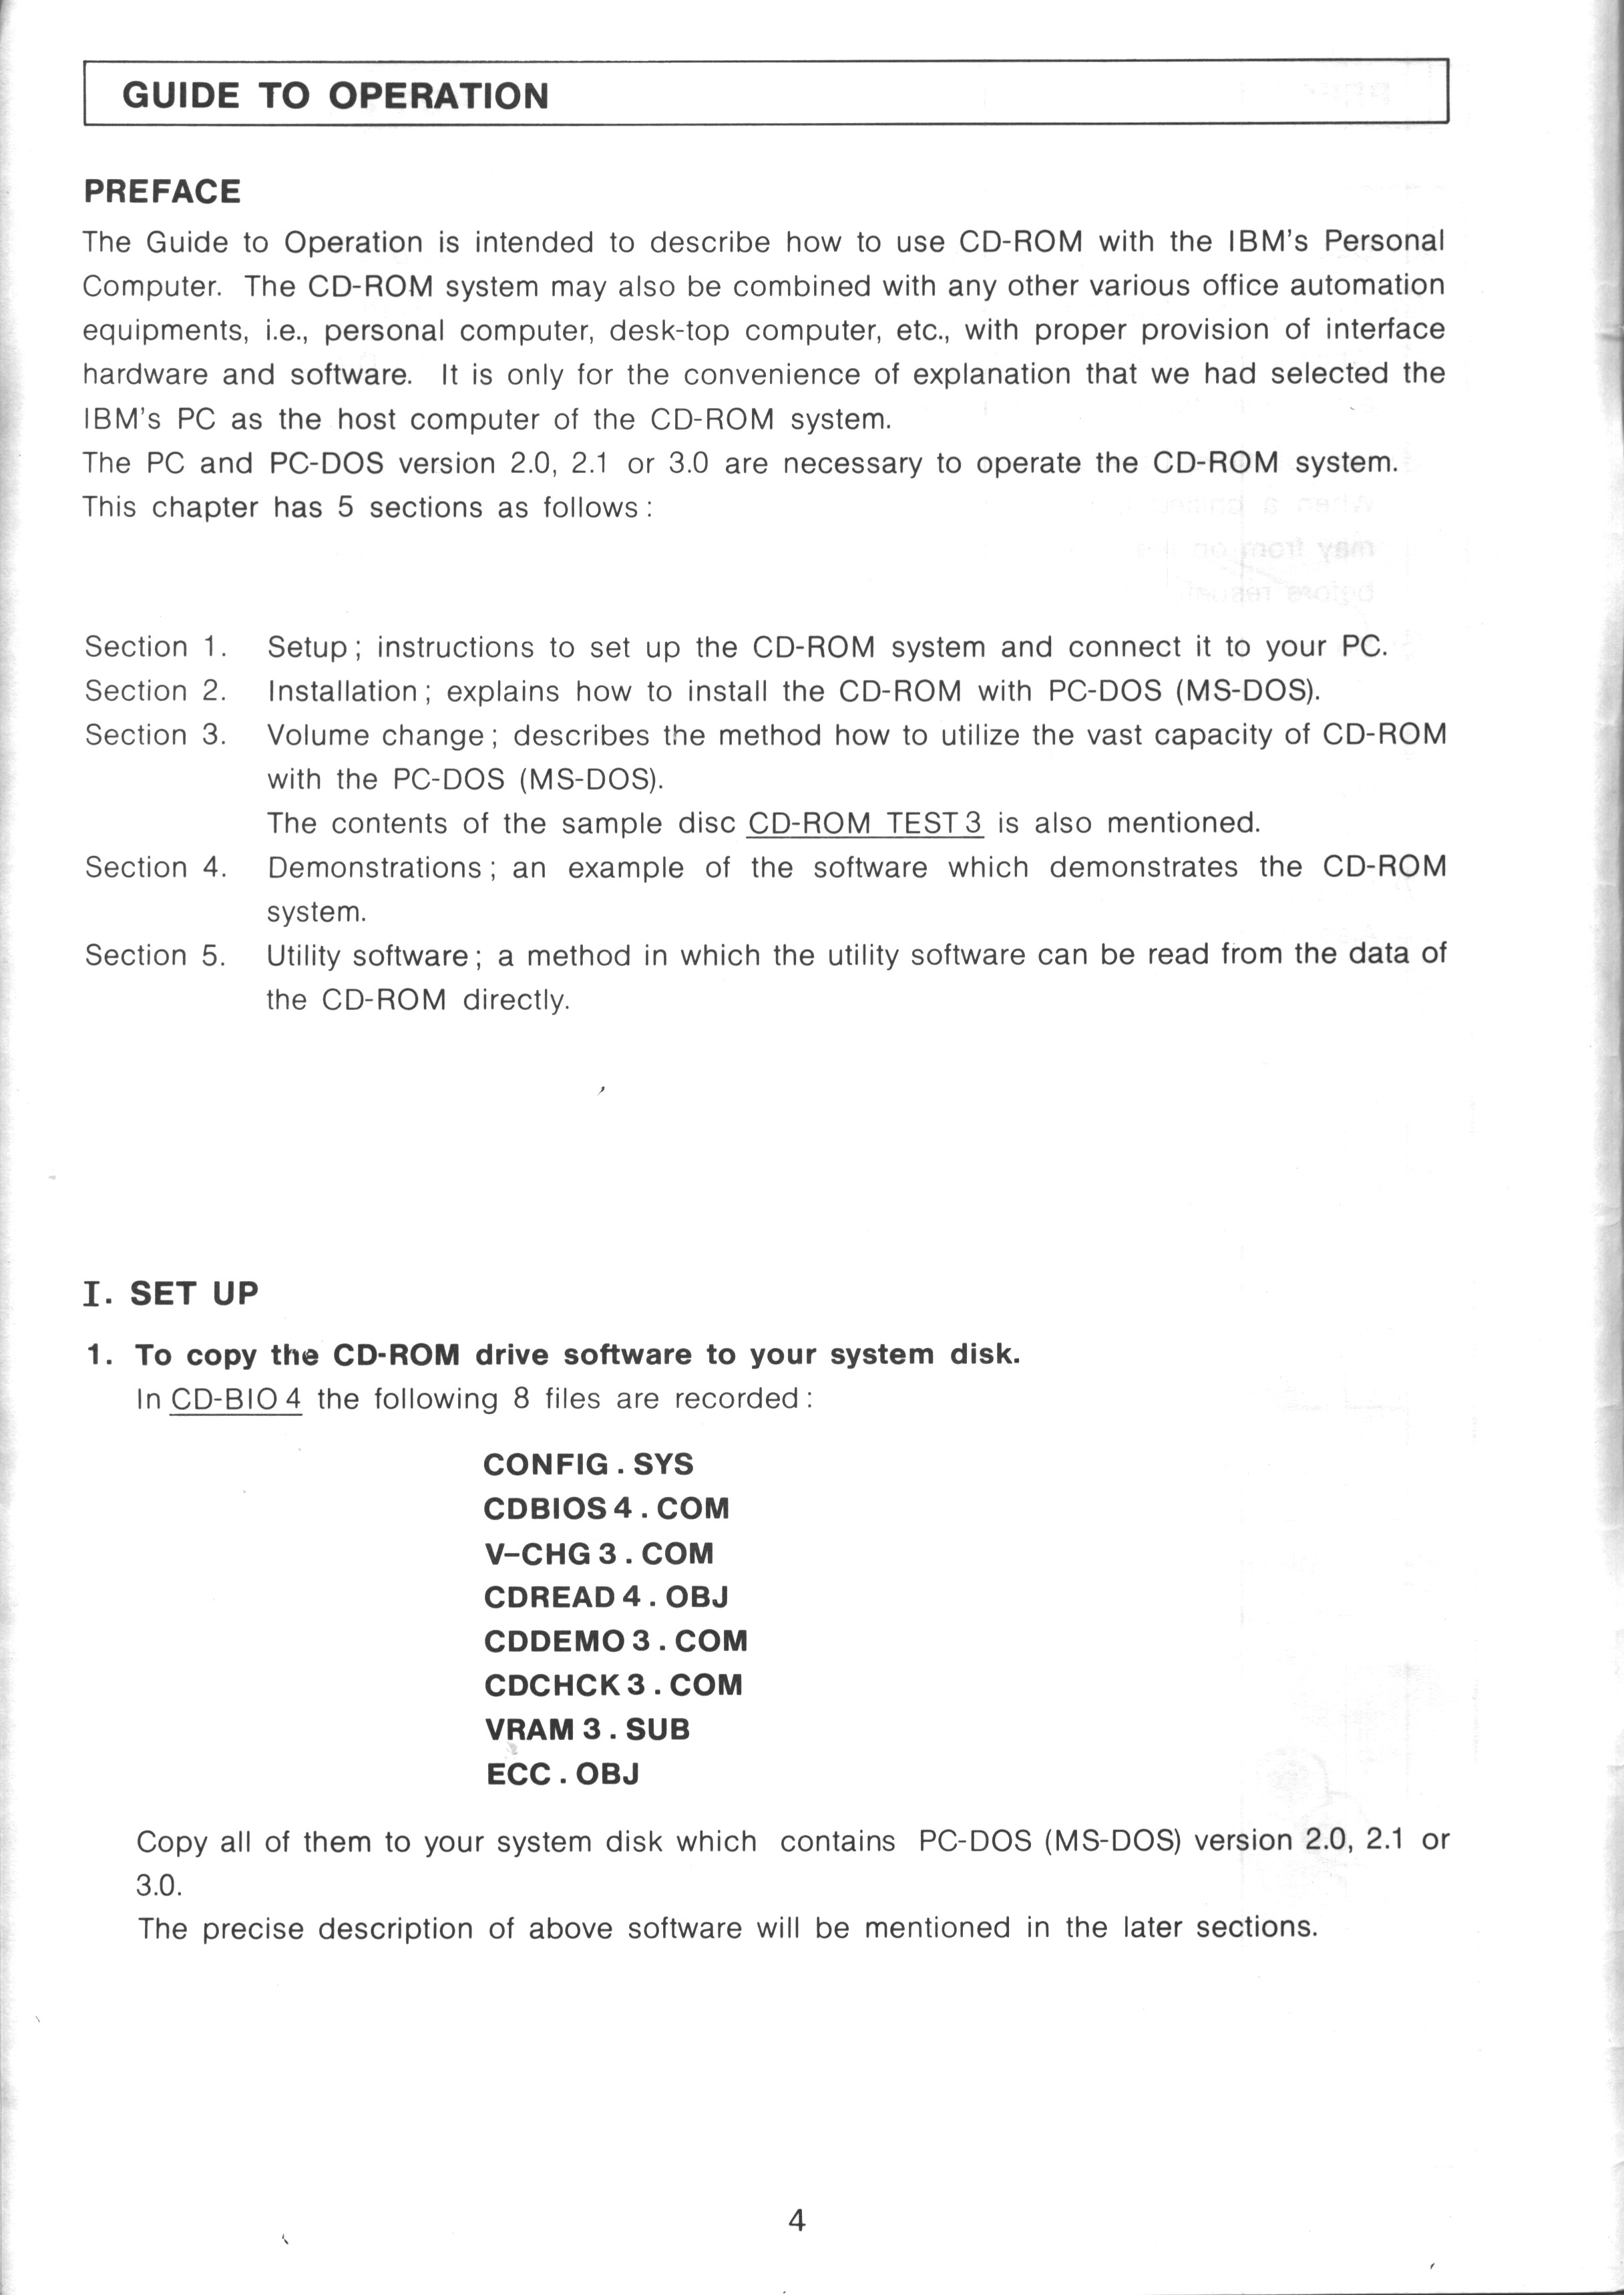 GUIDE TO OPERATION
PREFACE
The Guide to Operation is intended to describe how to use CD-ROM with the IBM's Personal
Computer. The CD-ROM system may also be combined with any other various office automation
equipments, i.e., personal computer, desk-top computer, etc., with proper provision of interface
hardware and software. It is only for the convenience of explanation that we had selected the
IBM's PC as the host computer of the CD-ROM system.
The PC and PC-DOS version 2.0, 2.1 or 3.0 are necessary to operate the CD-ROM system.
This chapter has 5 sections as follows :
Section 1. Setup ; instructions to set up the CD-ROM system and connect it to your PC.
Section 2. Installation ; explains how to install the CD-ROM with PC-DOS (MS-DOS).
Section 3. Volume change ; describes the method how to utilize the vast capacity of CD-ROM
with the PC-DOS (MS-DOS).
The contents of the sample disc CD-ROM TEST 3 is also mentioned.
Section 4. Demonstrations ; an example of the software which demonstrates the CD-ROM
system.
Section 5. Utility software ; a method in which the utility software can be read from the data of
the CD-ROM directly.
I. SET UP
1. To copy the CD-ROM drive software to your system disk.
In CD-BIO 4 the following 8 files are recorded :
CONFIG . SYS
CDBIOS 4 . COM
V-CHG 3 . COM
CDREAD 4 . OBJ
CDDEMO 3 . COM
CDCHCK 3 . COM
VRAM 3 . SUB
ECC . OBJ
Copy all of them to your system disk which contains PC-DOS (MS-DOS) version 2.0, 2.1 or
3.0.
The precise description of above software will be mentioned in the later sections.
4